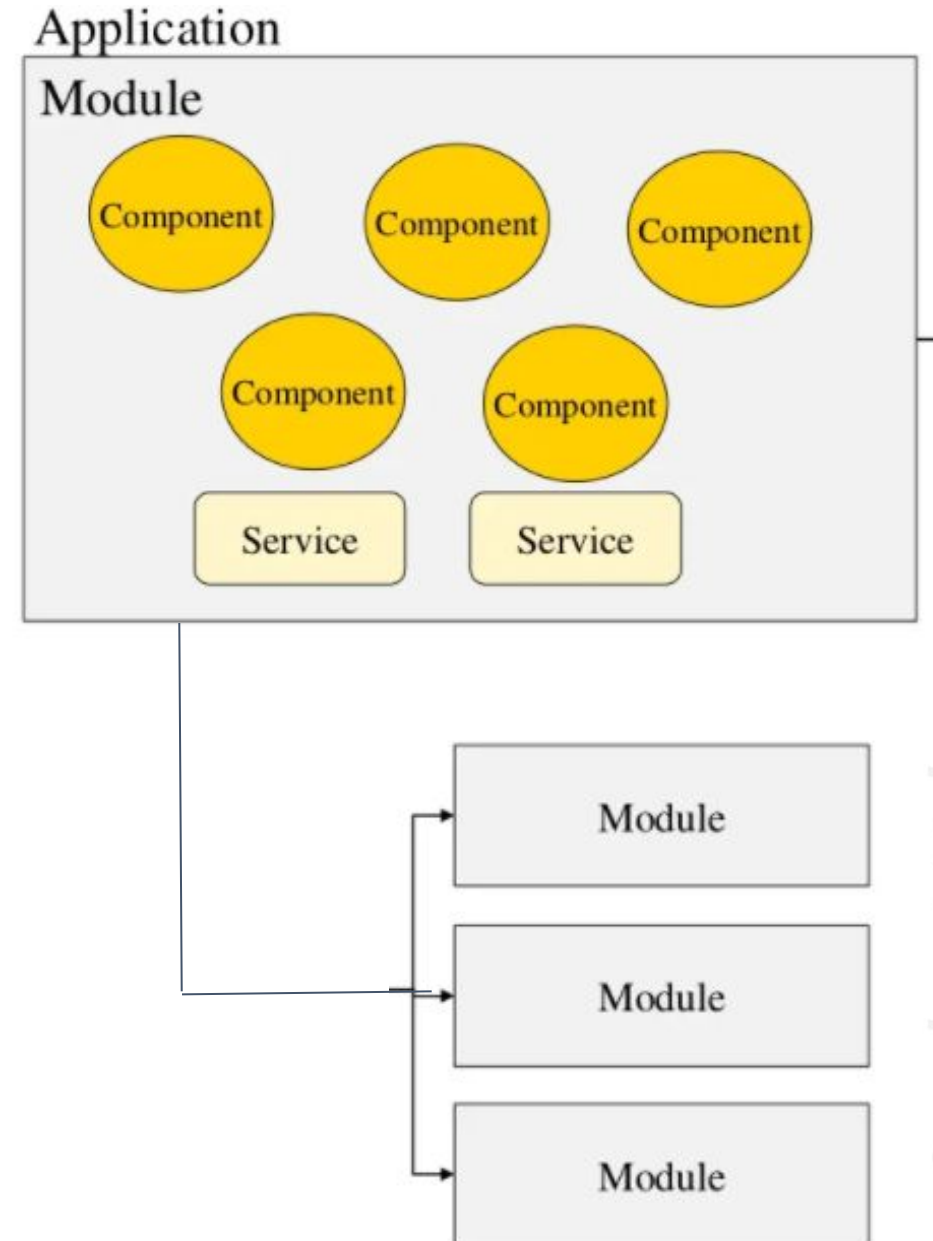 Application
Module
Component
Component
Component
Component
Component
Service
Service
Module
Module
Module